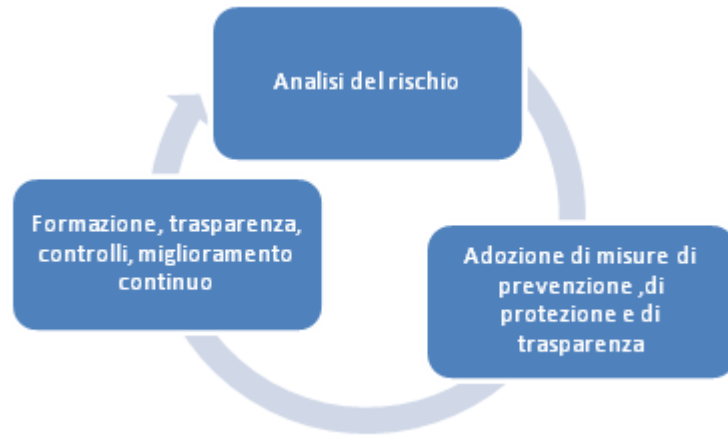 Analisi del rischio
Adozione di misure di
prevenzione ,di
protezione e di
trasparenza
Formazione, trasparenza,
controlli, miglioramento
continuo